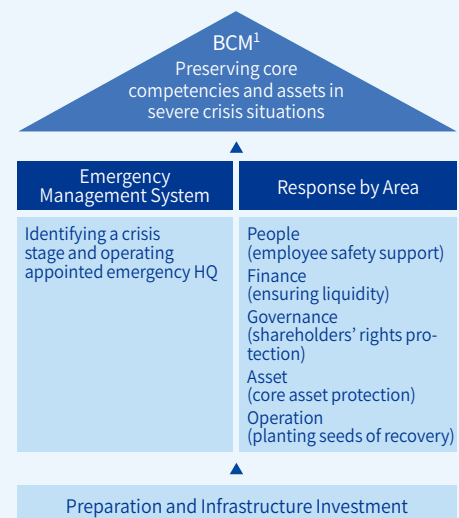 BCM1
Preserving core
competencies and assets in
severe crisis situations
Emergency
Management System
Response by Area
Identifying a crisis
stage and operating
appointed emergency HQ
People
(employee safety support)
Finance
(ensuring liquidity)
Governance
(shareholders’ rights pro-
tection)
Asset
(core asset protection)
Operation
(planting seeds of recovery)
Preparation and Infrastructure Investment